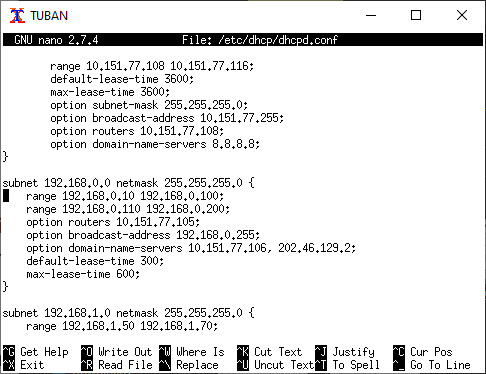 TUBAN
GNU nano 2.7.4 File: /etc/dhcp/dhcpd.conf
range 10.151.77.108 10.151.77.116;
default-lease-time 3600;
max-lease-time 3600;
option subnet-mask 255.255.255.0;
option broadcast-address 10.151.77.255;
option routers 10.151.77.108;
option domain-name-servers 8.8.8.8;
}
subnet 192.168.0.0 netmask 255.255.255.0 {
range 192.168.0.10 192.168.0.100;
range 192.168.0.110 192.168.0.200;
option routers 10.151.77.105;
option broadcast-address 192.168.0.255;
option domain-name-servers 10.151.77.106, 202.46.129.2;
default-lease-time 300;
max-lease-time 600;
}
subnet 192.168.1.0 netmask 255.255.255.0 {
range 192.168.1.50 192.168.1.70;
^G Get Help ^O Write Out ^W Where Is ^K Cut Text ^J Justify ^C Cur Pos
^X Exit ^R Read File ^\ Replace ^U Uncut Text ^T To Spell ^_ Go To Line